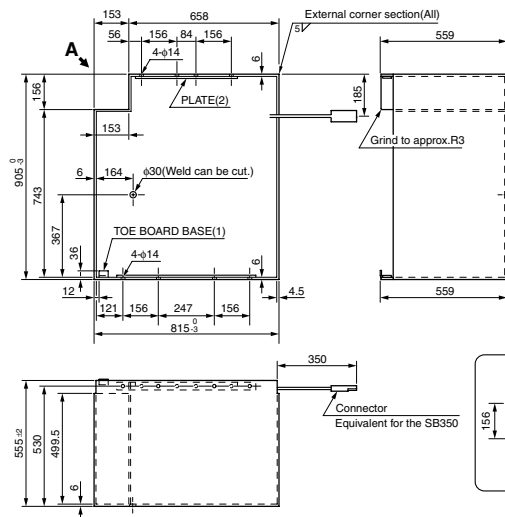 153
658
External corner section(All)
5
56
156
84
156
4-φ14
6
559
A
PLATE(2)
185
156
153
Grind to approx.R3
905 0 -3
743
6
164
φ30(Weld can be cut.)
367
TOE BOARD BASE(1)
36
4-φ14
6
12
121
156
247
156
4.5
815 0 -3
559
350
Connector
Equivalent for the SB350
555 ±2
530
499.5
6
156